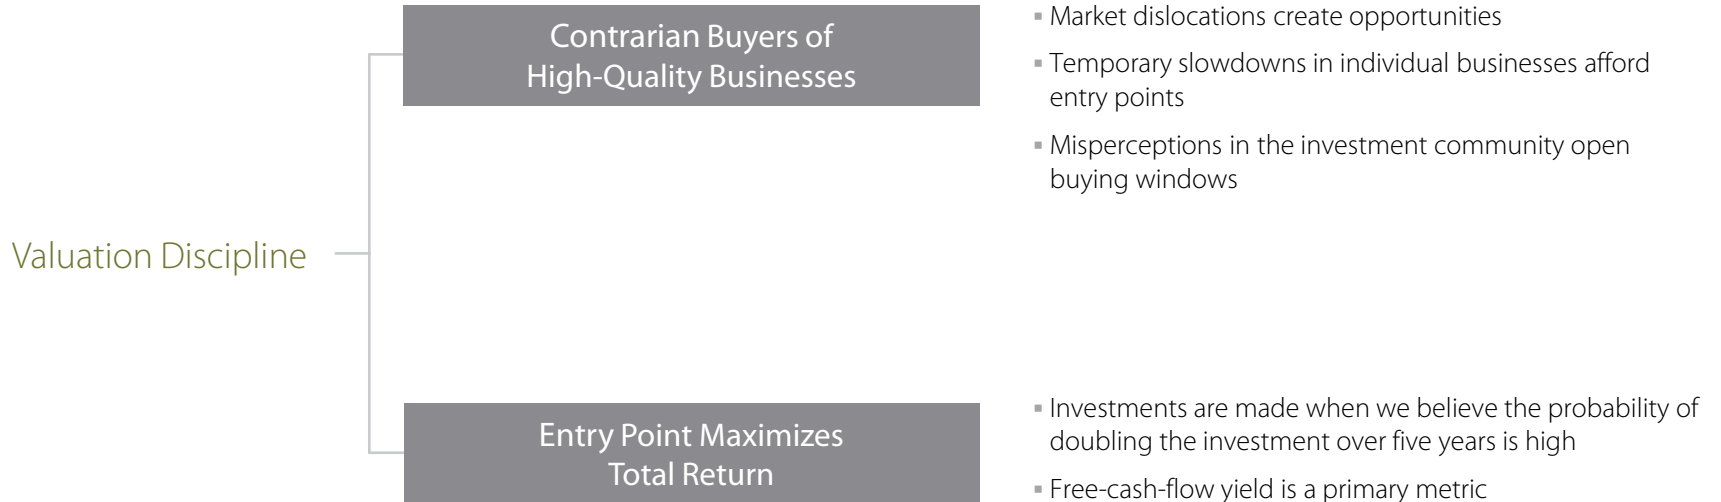 Valuation Discipline
Contrarian Buyers of
High-Quality Businesses
▪ Market dislocations create opportunities
▪ Temporary slowdowns in individual businesses afford
entry points
▪ Misperceptions in the investment community open
buying windows
Entry Point Maximizes
Total Return
▪ Investments are made when we believe the probability of
doubling the investment over five years is high
▪ Free-cash-flow yield is a primary metric